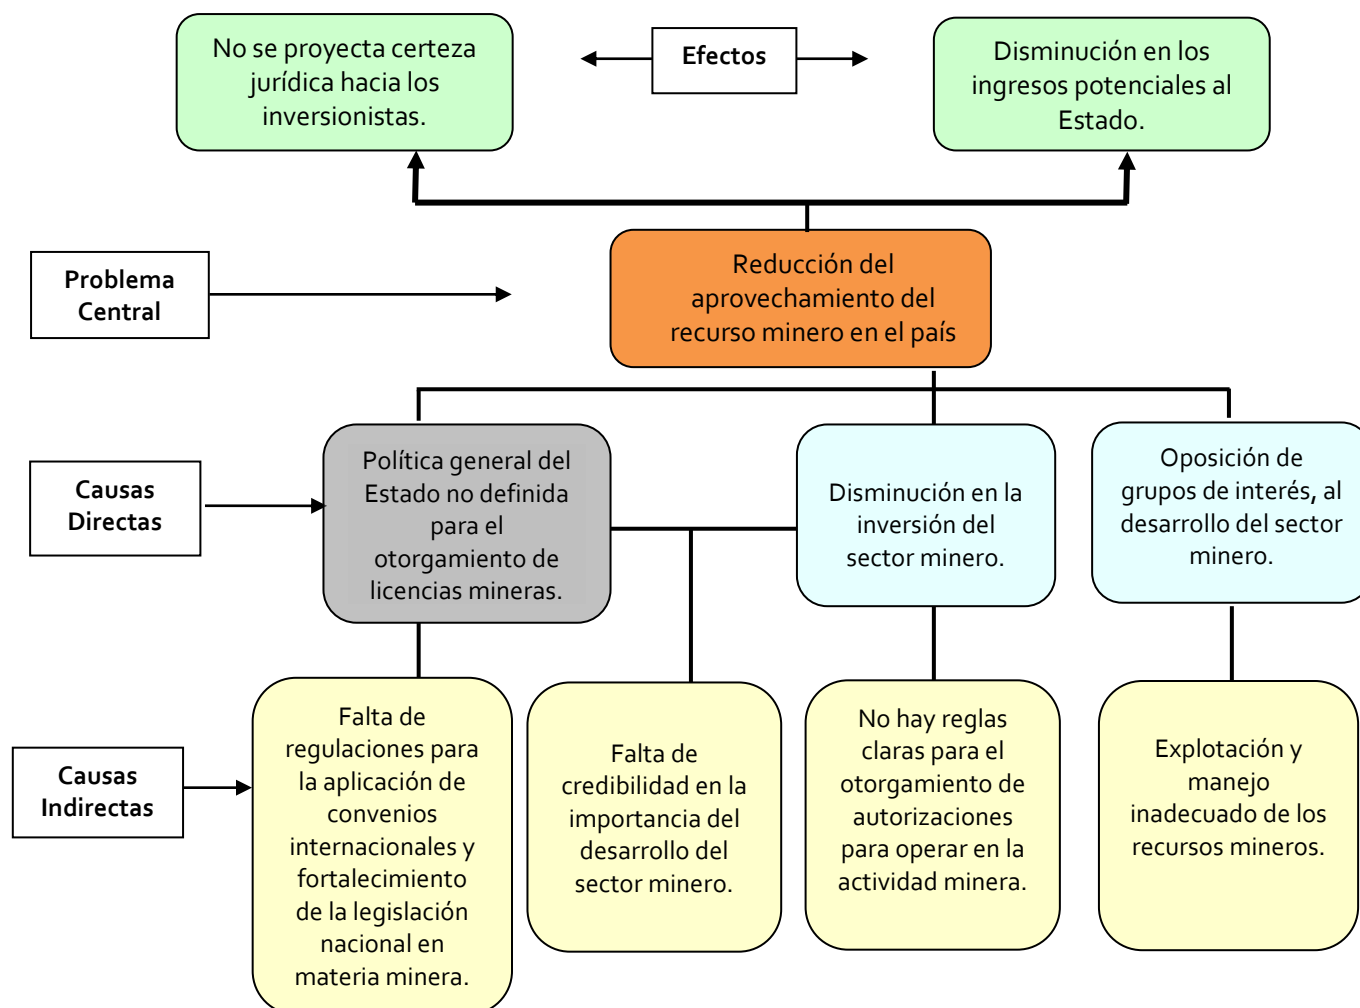 No se proyecta certeza
jurídica hacia los
inversionistas.
Efectos
Disminución en los
ingresos potenciales al
Estado.
Problema
Central
Reducción del
aprovechamiento del
recurso minero en el país
Causas
Directas
Política general del
Estado no definida
para el
otorgamiento de
licencias mineras.
Disminución en la
inversión del
sector minero.
Oposición de
grupos de interés, al
desarrollo del sector
minero.
Causas
Indirectas
Falta de
regulaciones para
la aplicación de
convenios
internacionales y
fortalecimiento
de la legislación
nacional en
materia minera.
Falta de
credibilidad en la
importancia del
desarrollo del
sector minero.
No hay reglas
claras para el
otorgamiento de
autorizaciones
para operar en la
actividad minera.
Explotación y
manejo
inadecuado de los
recursos mineros.